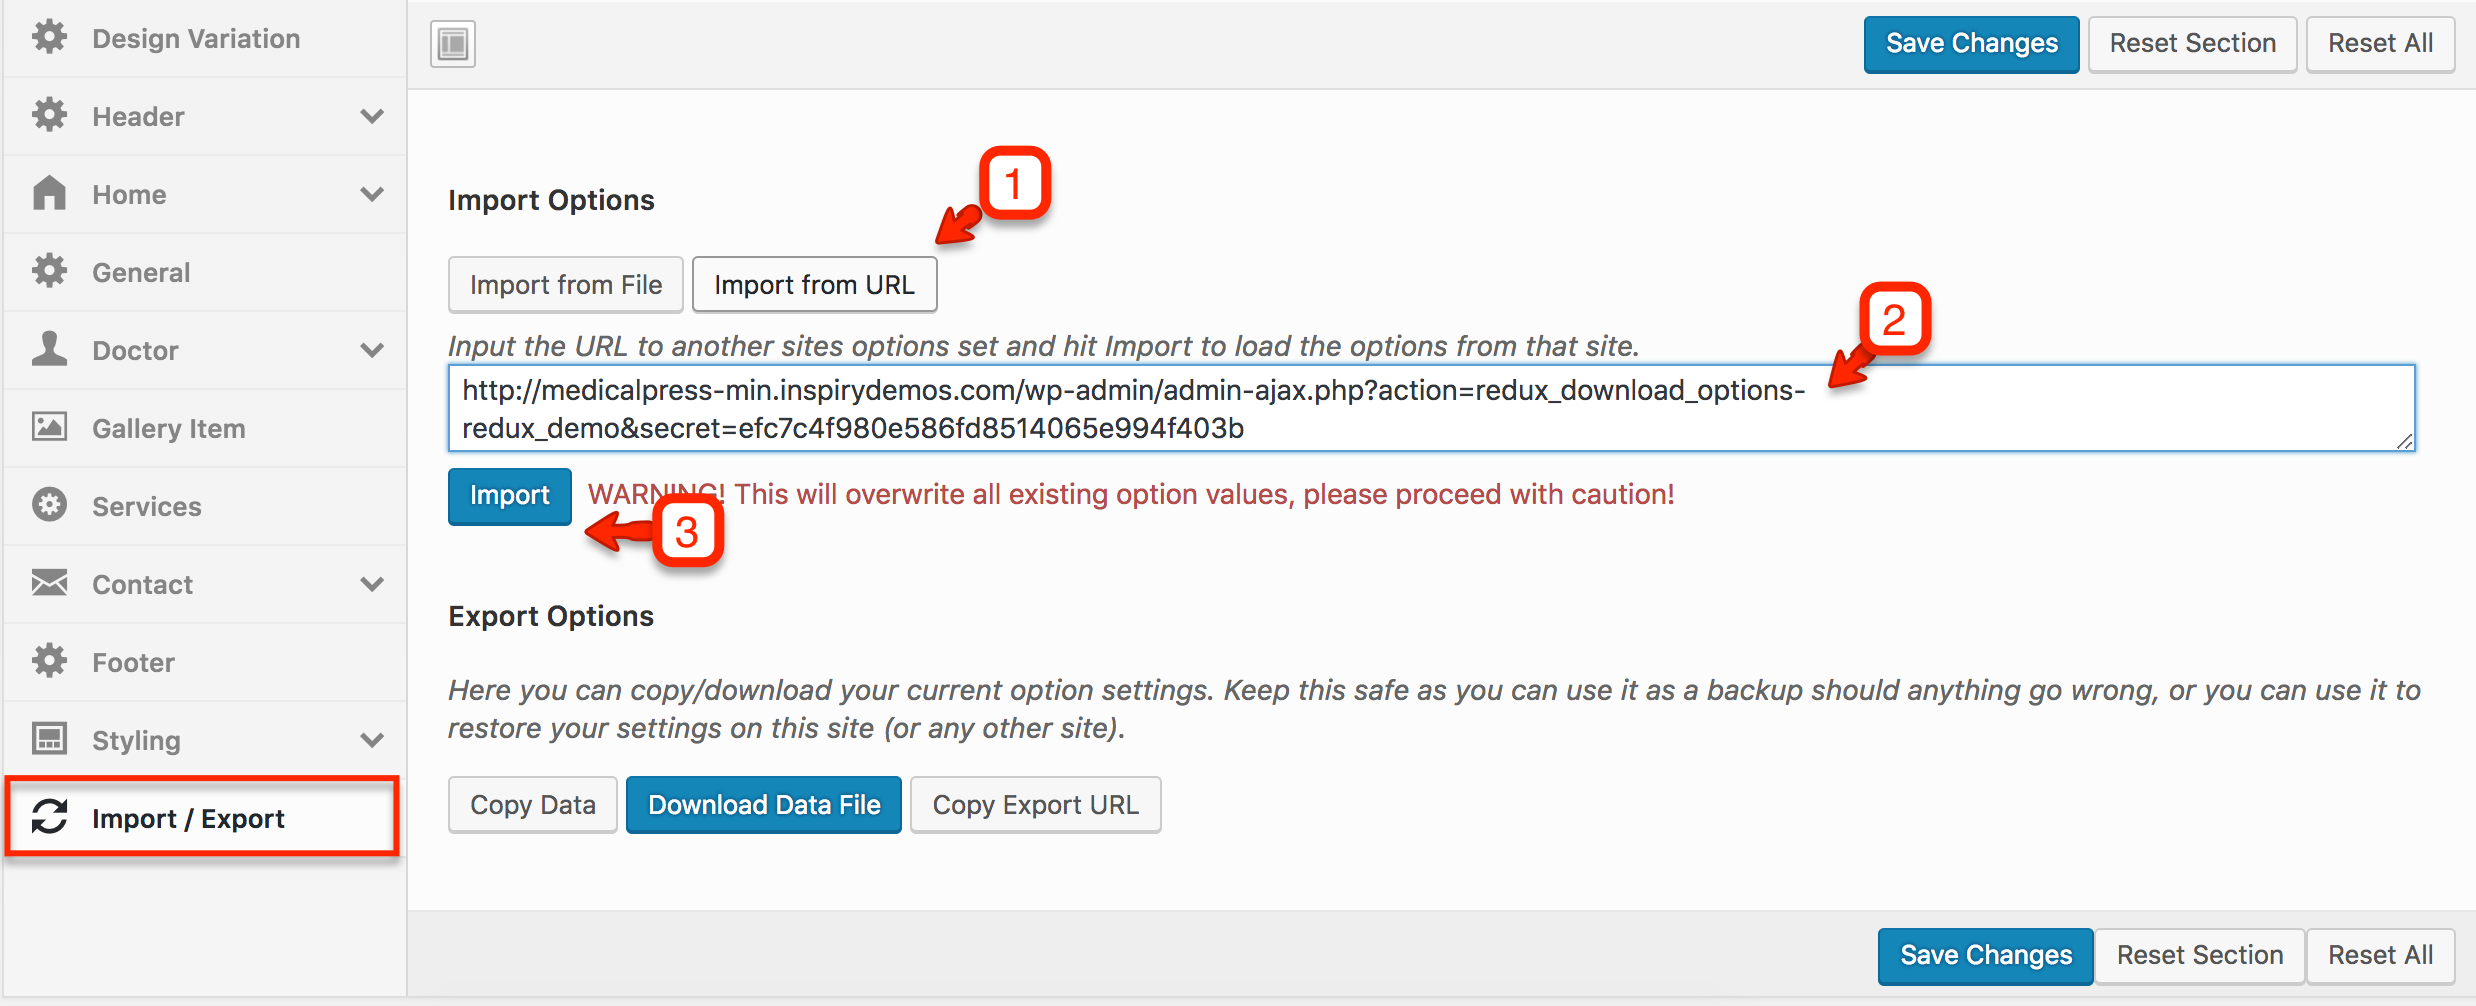 Design Variation
Header
Home
General
Doctor
Gallery Item
Services
Contact
Footer
Styling
Import / Export
Save Changes
Reset Section
Reset All
Import Options
1
Import from File
Import from URL
2
Input the URL to another sites options set and hit Import to load the options from that site.
http://medicalpress-min.inspirydemos.com/wp-admin/admin-ajax.php?action=redux_download_options-
redux_demo&secret=efc7c4f980e586fd8514065e994f403b
Import
WARNING! This will overwrite all existing option values, please proceed with caution!
3
Export Options
Here you can copy/download your current option settings. Keep this safe as you can use it as a backup should anything go wrong, or you can use it to
restore your settings on this site (or any other site).
Copy Data
Download Data File
Copy Export URL
Save Changes
Reset Section
Reset All